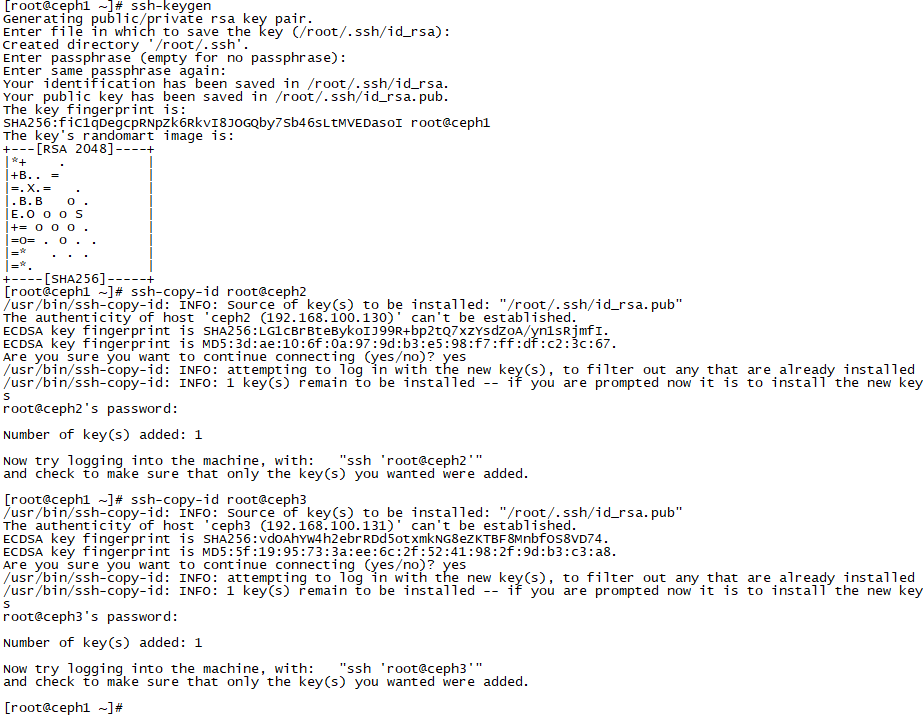 [root@ceph1 ~]# ssh-keygen
Generating public/private rsa key pair.
Enter file in which to save the key (/root/.ssh/id_rsa):
Created directory '/root/.ssh'.
Enter passphrase (empty for no passphrase):
Enter same passphrase again:
Your identification has been saved in /root/.ssh/id_rsa.
Your public key has been saved in /root/.ssh/id_rsa.pub.
The key fingerprint is:
SHA256:fiC1qDegcpRNpZk6RkvI8JOGQby7Sb46sLtMVEDasoI root@ceph1
The key's randomart image is:
+---[RSA 2048]----+
|*+    .          |
|+B.. =           |
|=.X.=   .        |
|.B.B   o .       |
|E.O o o S        |
|+= o o o .       |
|=o= . o . .      |
|=*   . . .       |
|=*.              |
+----[SHA256]-----+
[root@ceph1 ~]# ssh-copy-id root@ceph2
/usr/bin/ssh-copy-id: INFO: Source of key(s) to be installed: "/root/.ssh/id_rsa.pub"
The authenticity of host 'ceph2 (192.168.100.130)' can't be established.
ECDSA key fingerprint is SHA256:LG1cBrBteBykoIJ99R+bp2tQ7xzYsdZoA/yn1sRjmfI.
ECDSA key fingerprint is MD5:3d:ae:10:6f:0a:97:9d:b3:e5:98:f7:ff:df:c2:3c:67.
Are you sure you want to continue connecting (yes/no)? yes
/usr/bin/ssh-copy-id: INFO: attempting to log in with the new key(s), to filter out any that are already installed
/usr/bin/ssh-copy-id: INFO: 1 key(s) remain to be installed -- if you are prompted now it is to install the new key
s
root@ceph2's password:
Number of key(s) added: 1
Now try logging into the machine, with:   "ssh 'root@ceph2'"
and check to make sure that only the key(s) you wanted were added.
[root@ceph1 ~]# ssh-copy-id root@ceph3
/usr/bin/ssh-copy-id: INFO: Source of key(s) to be installed: "/root/.ssh/id_rsa.pub"
The authenticity of host 'ceph3 (192.168.100.131)' can't be established.
ECDSA key fingerprint is SHA256:vdOAhYW4h2ebrRDd5otxmkNG8eZKTBF8MnbfOS8VD74.
ECDSA key fingerprint is MD5:5f:19:95:73:3a:ee:6c:2f:52:41:98:2f:9d:b3:c3:a8.
Are you sure you want to continue connecting (yes/no)? yes
/usr/bin/ssh-copy-id: INFO: attempting to log in with the new key(s), to filter out any that are already installed
/usr/bin/ssh-copy-id: INFO: 1 key(s) remain to be installed -- if you are prompted now it is to install the new key
s
root@ceph3's password:
Number of key(s) added: 1
Now try logging into the machine, with:   "ssh 'root@ceph3'"
and check to make sure that only the key(s) you wanted were added.
[root@ceph1 ~]#